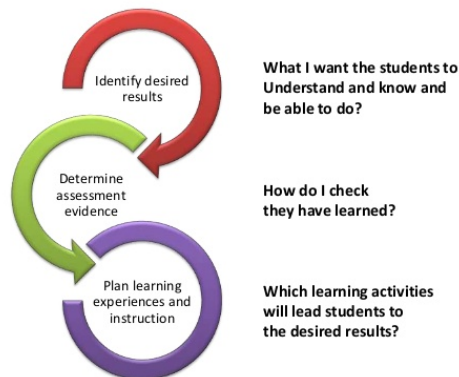 Identify desired
results
What I want the students to
Understand and know and
be able to do?
Determine
assessment
evidence
How do I check
they have learned?
Plan learning
experiences and
instruction
Which learning activities
will lead students to
the desired results?